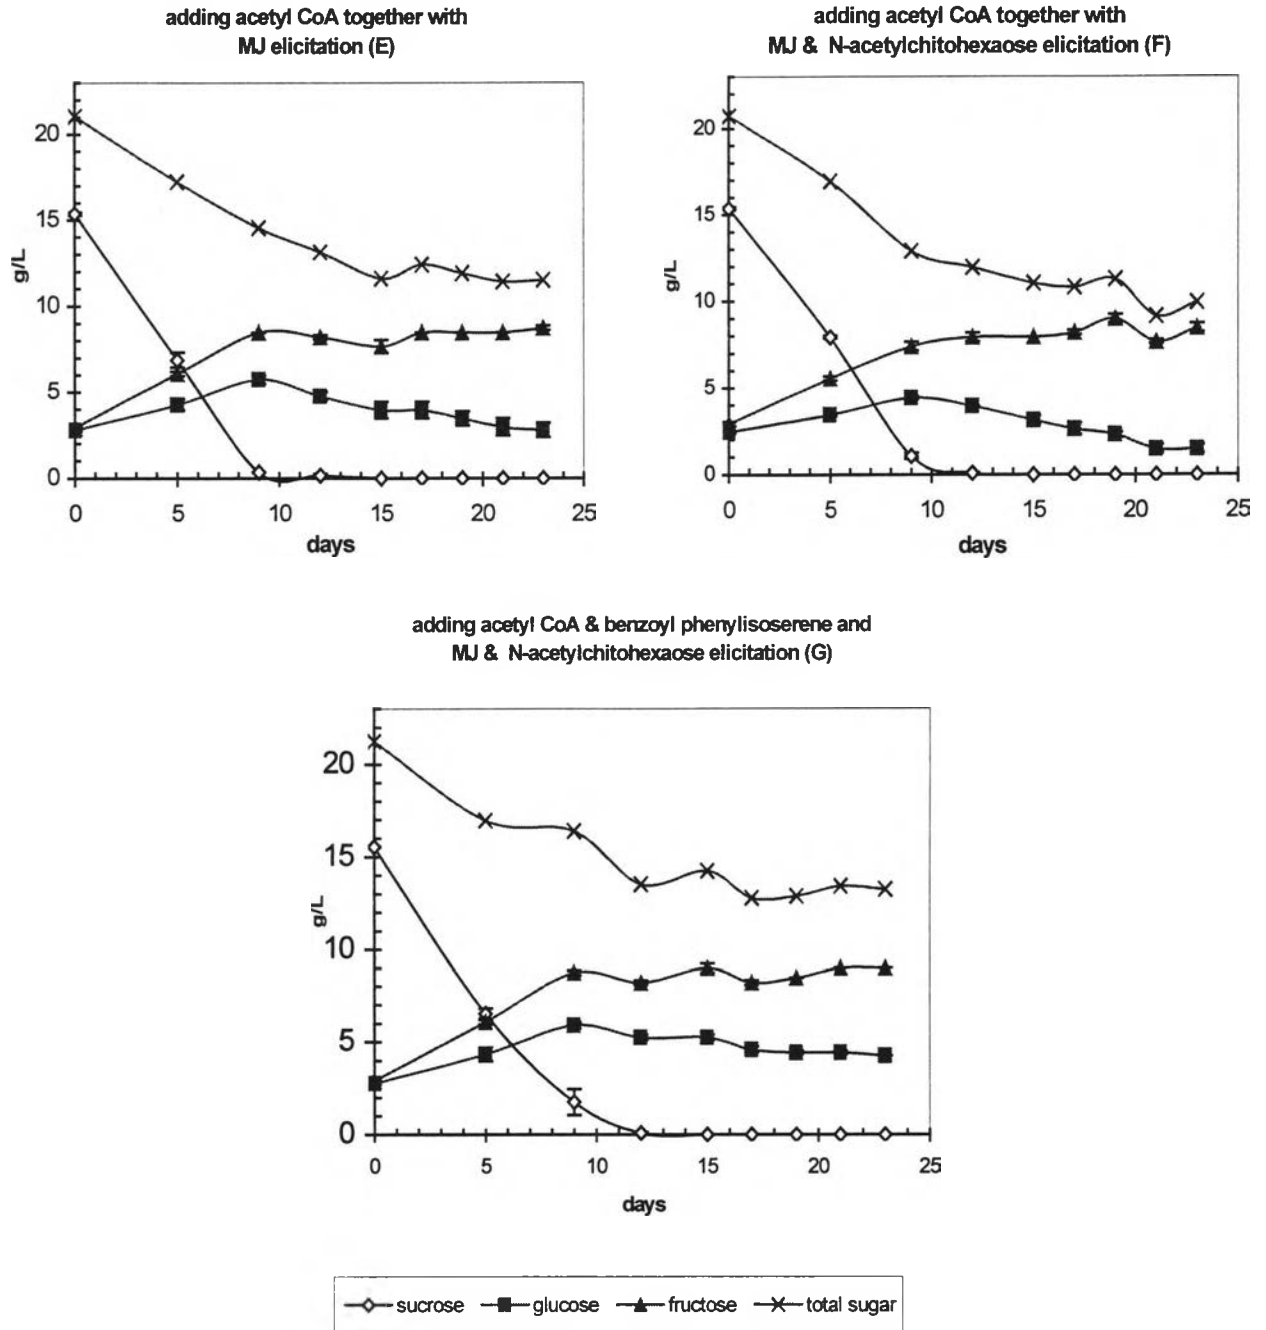 adding acetyl CoA together with
MJ elicitation (E)
20
15
10
5
0
g/L
0 5 10 15 20 25
days
adding acetyl CoA together with
MJ & N-acetylchitohexaose elicitation (F)
20
15
10
5
0
g/L
0 5 10 15 20 25
days
adding acetyl CoA & benzoyl phenylisoserene and
MJ & N-acetylchitohexaose elicitation (G)
20
15
10
5
0
g/L
0 5 10 15 20 25
days
sucrose glucose fructose total sugar